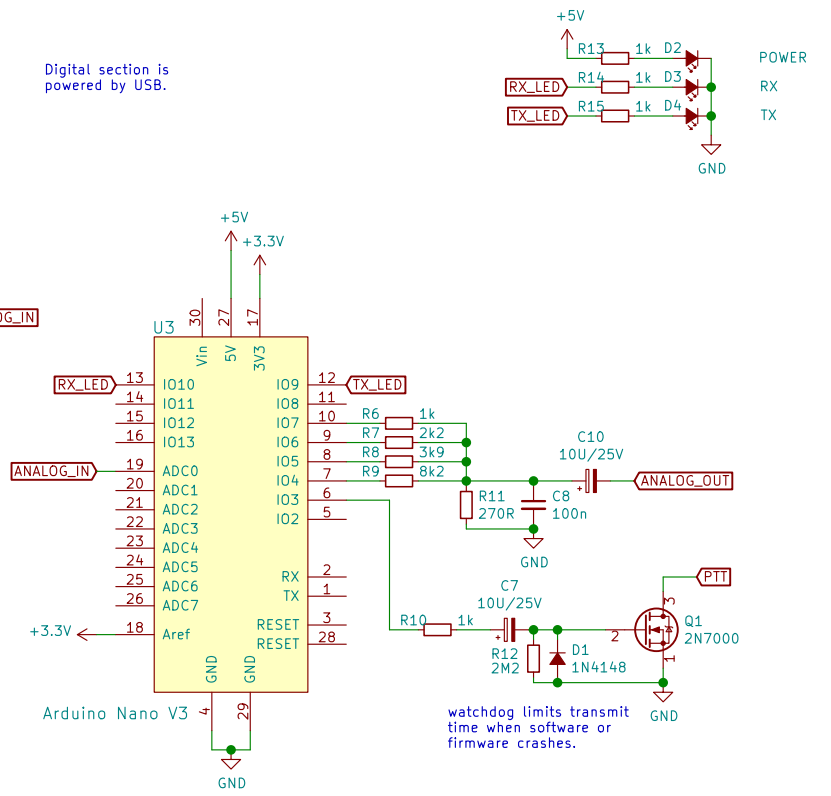 +5V
R13 1k D2 POWER
RX_LED R14 1k D3 RX
TX_LED R15 1k D4 TX
GND
Digital section is
powered by USB.
+5V
+3.3V
OG_IN
U3
30 27 17
Vin 5V 3V3
RX_LED 13 IO10 IO9 12 TX_LED
14 IO11 IO8 11
15 IO12 IO7 10 R6 1k
16 IO13 IO6 9 R7 2k2
IO5 8 R8 3k9
ANALOG_IN 19 ADC0 IO4 7 R9 8k2
C10
10U/25V
+
ANALOG_OUT
20 ADC1 IO3 6
21 ADC2 IO2 5
22 ADC3
23 ADC4
24 ADC5
25 ADC6 RX 2
26 ADC7 TX 1
RESET 3
+3.3V 18 Aref RESET 28
R11
270R
C8
100n
GND
R10 1k
C7
10U/25V
+
R12
2M2
D1
1N4148
PTT
3
2
1
Q1
2N7000
GND
GND GND
4 29
Arduino Nano V3
GND
watchdog limits transmit
time when software or
firmware crashes.